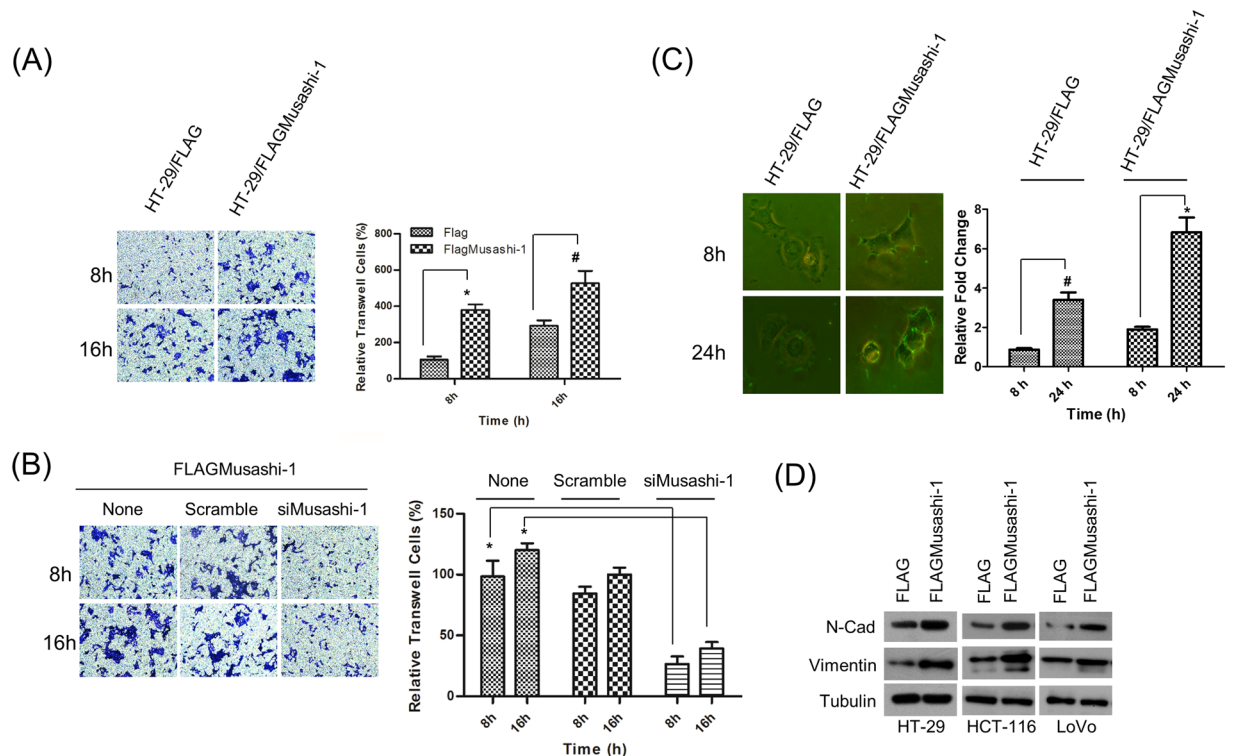 (A)
HT-29/FLAG
HT-29/FLAGMusashi-1
8h
16h
Relative Transwell Cells (%)
800
600
400
200
0
Flag
FlagMusashi-1
*
#
8h
16h
Time (h)
(B)
FLAGMusashi-1
None
Scramble
siMusashi-1
8h
16h
None
Scramble
siMusashi-1
Relative Transwell Cells (%)
150
100
50
0
*
*
8h
16h
8h
16h
8h
16h
Time (h)
(C)
HT-29/FLAG
HT-29/FLAGMusashi-1
8h
24h
HT-29/FLAG
HT-29/FLAGMusashi-1
Relative Fold Change
8
6
4
2
0
#
*
8 h
24 h
8 h
24 h
Time (h)
(D)
FLAG
FLAGMusashi-1
FLAG
FLAGMusashi-1
FLAG
FLAGMusashi-1
N-Cad
Vimentin
Tubulin
HT-29
HCT-116
LoVo